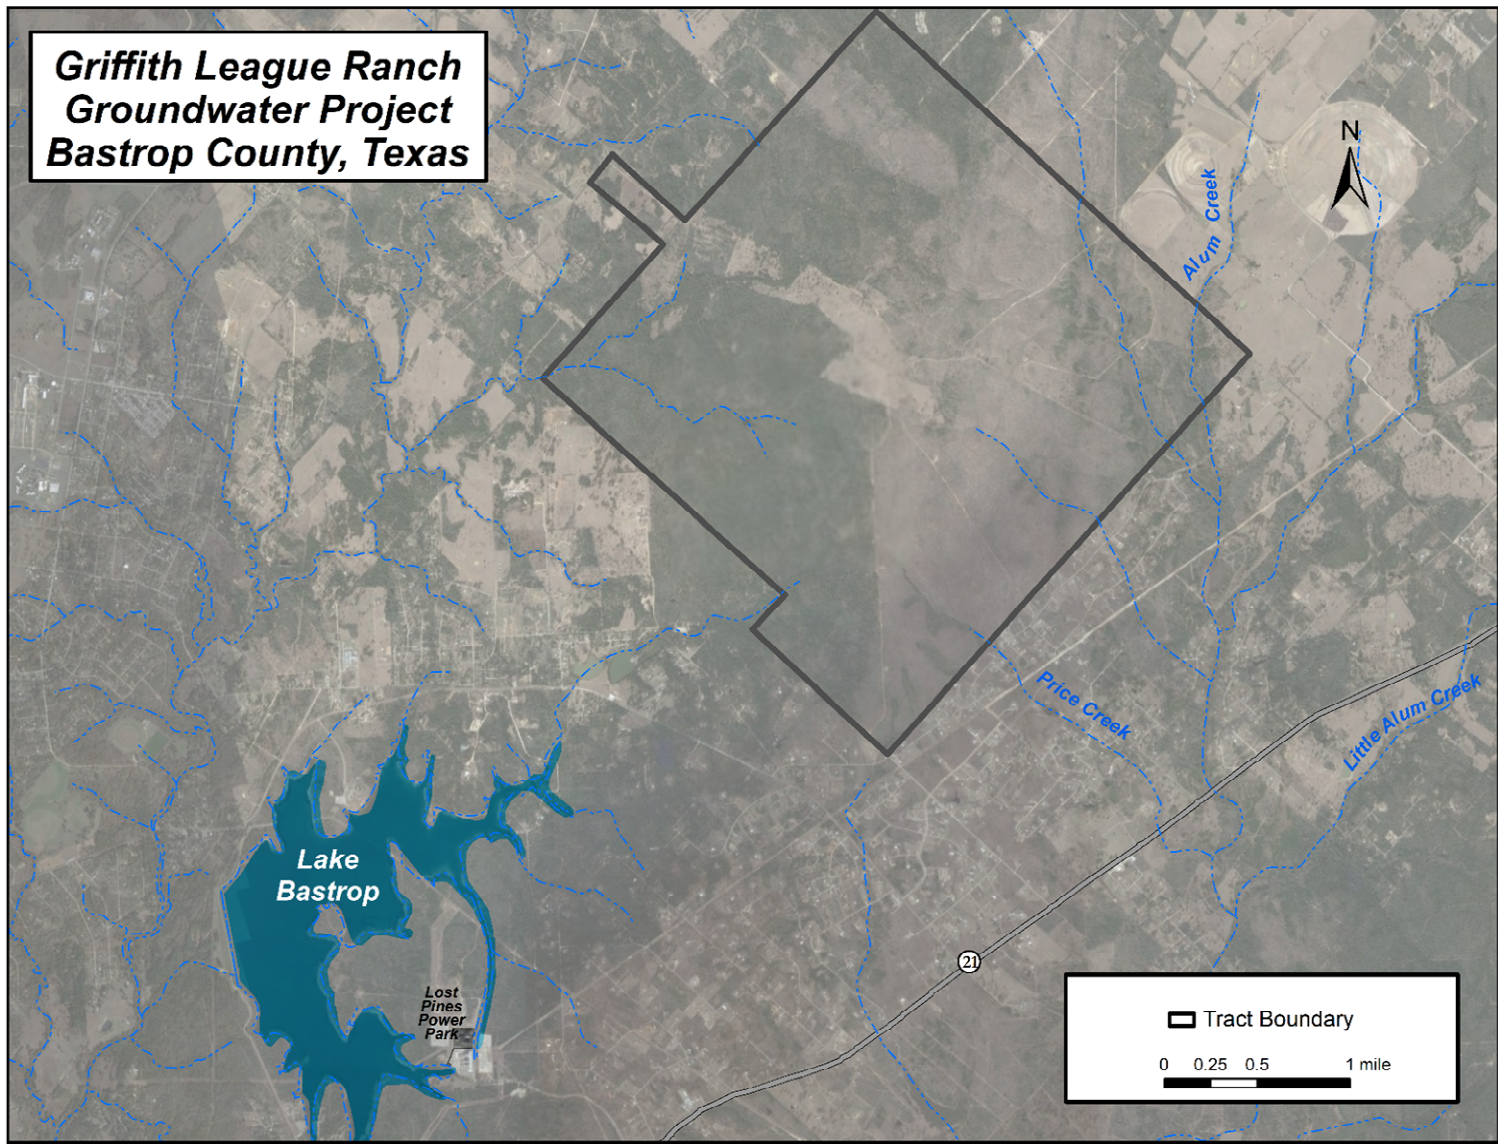 Griffith League Ranch
Groundwater Project
Bastrop County, Texas
N
Alum Creek
Price Creek
Little Alum Creek
Lake
Bastrop
Lost
Pines
Power
Park
21
Tract Boundary
0 0.25 0.5 1 mile